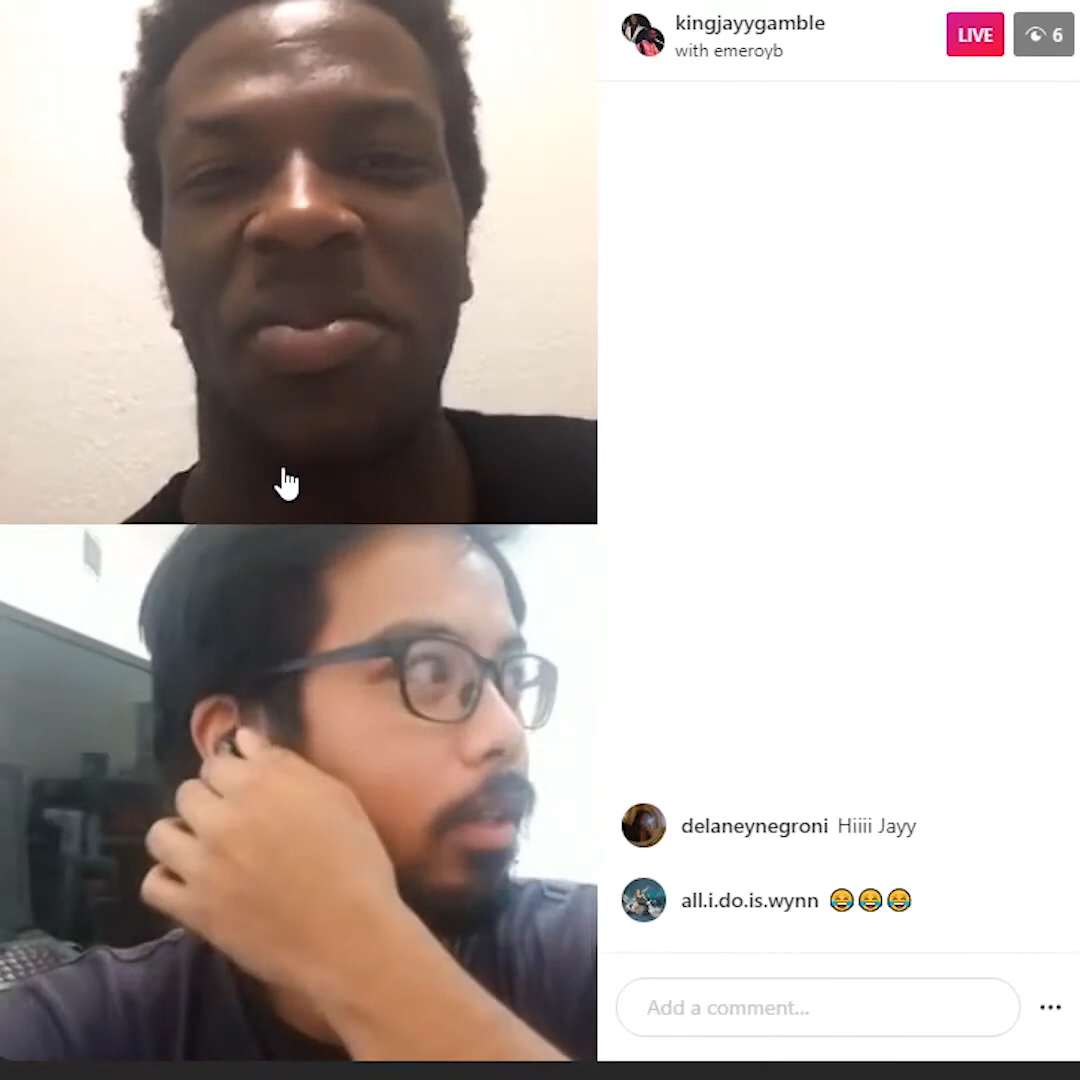 kingjayygamble
with emeroyb
LIVE
6
delaneynegroni Hiiii Jayy
all.i.do.is.wynn 😂😂😂
Add a comment...